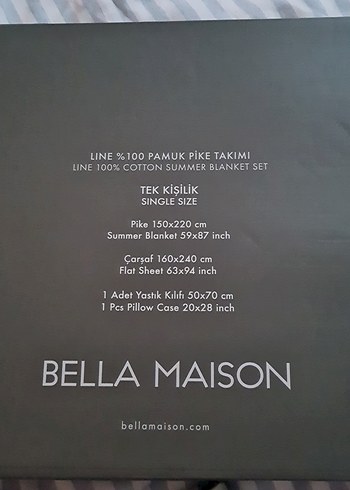 LINE %100 PAMUK PİKE TAKIMI
LINE 100% COTTON SUMMER BLANKET SET
TEK KİŞİLİK
SINGLE SIZE
Pike 150x220 cm
Summer Blanket 59x87 inch
Çarşaf 160x240 cm
Flat Sheet 63x94 inch
1 Adet Yastık Kılıfı 50x70 cm
1 Pcs Pillow Case 20x28 inch
BELLA MAISON
bellamaison.com